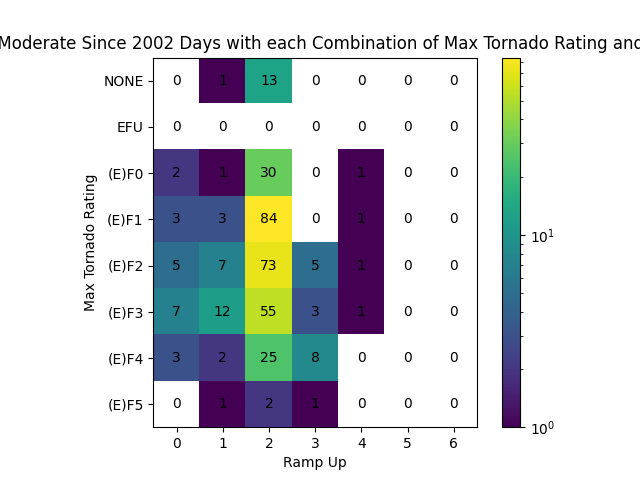 Moderate Since 2002 Days with each Combination of Max Tornado Rating and
NONE 0 1 13 0 0 0 0
EFU 0 0 0 0 0 0 0
(E)F0 2 1 30 0 1 0 0
(E)F1 3 3 84 0 1 0 0
(E)F2 5 7 73 5 1 0 0
(E)F3 7 12 55 3 1 0 0
(E)F4 3 2 25 8 0 0 0
(E)F5 0 1 2 1 0 0 0
0 1 2 3 4 5 6
Ramp Up
Max Tornado Rating
10¹
10⁰